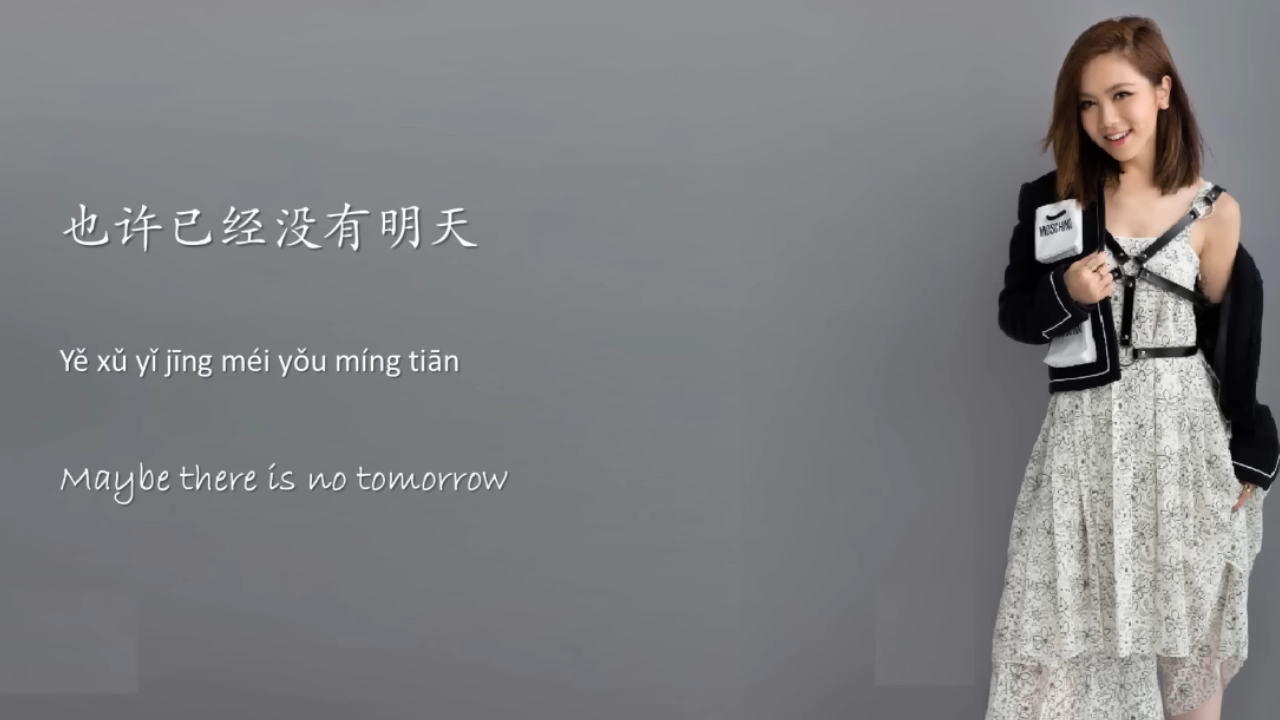 也许已经没有明天
Yě xǔ yǐ jīng méi yǒu míng tiān
Maybe there is no tomorrow
MOSCHINO